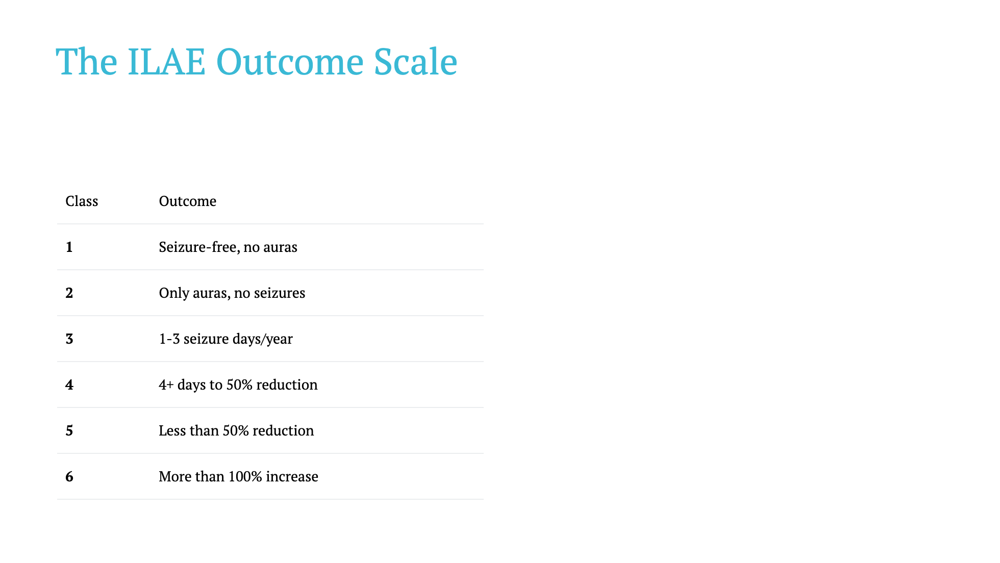 The ILAE Outcome Scale
Class Outcome
1 Seizure-free, no auras
2 Only auras, no seizures
3 1-3 seizure days/year
4 4+ days to 50% reduction
5 Less than 50% reduction
6 More than 100% increase